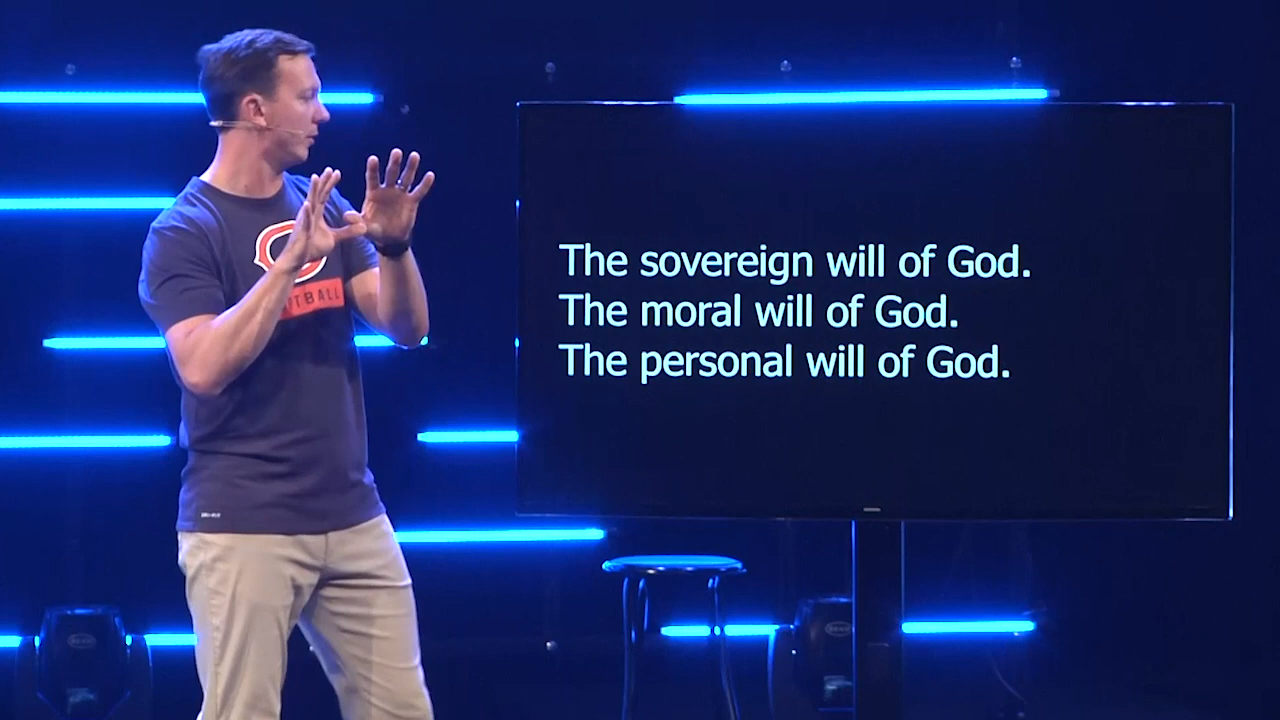 The sovereign will of God.
The moral will of God.
The personal will of God.